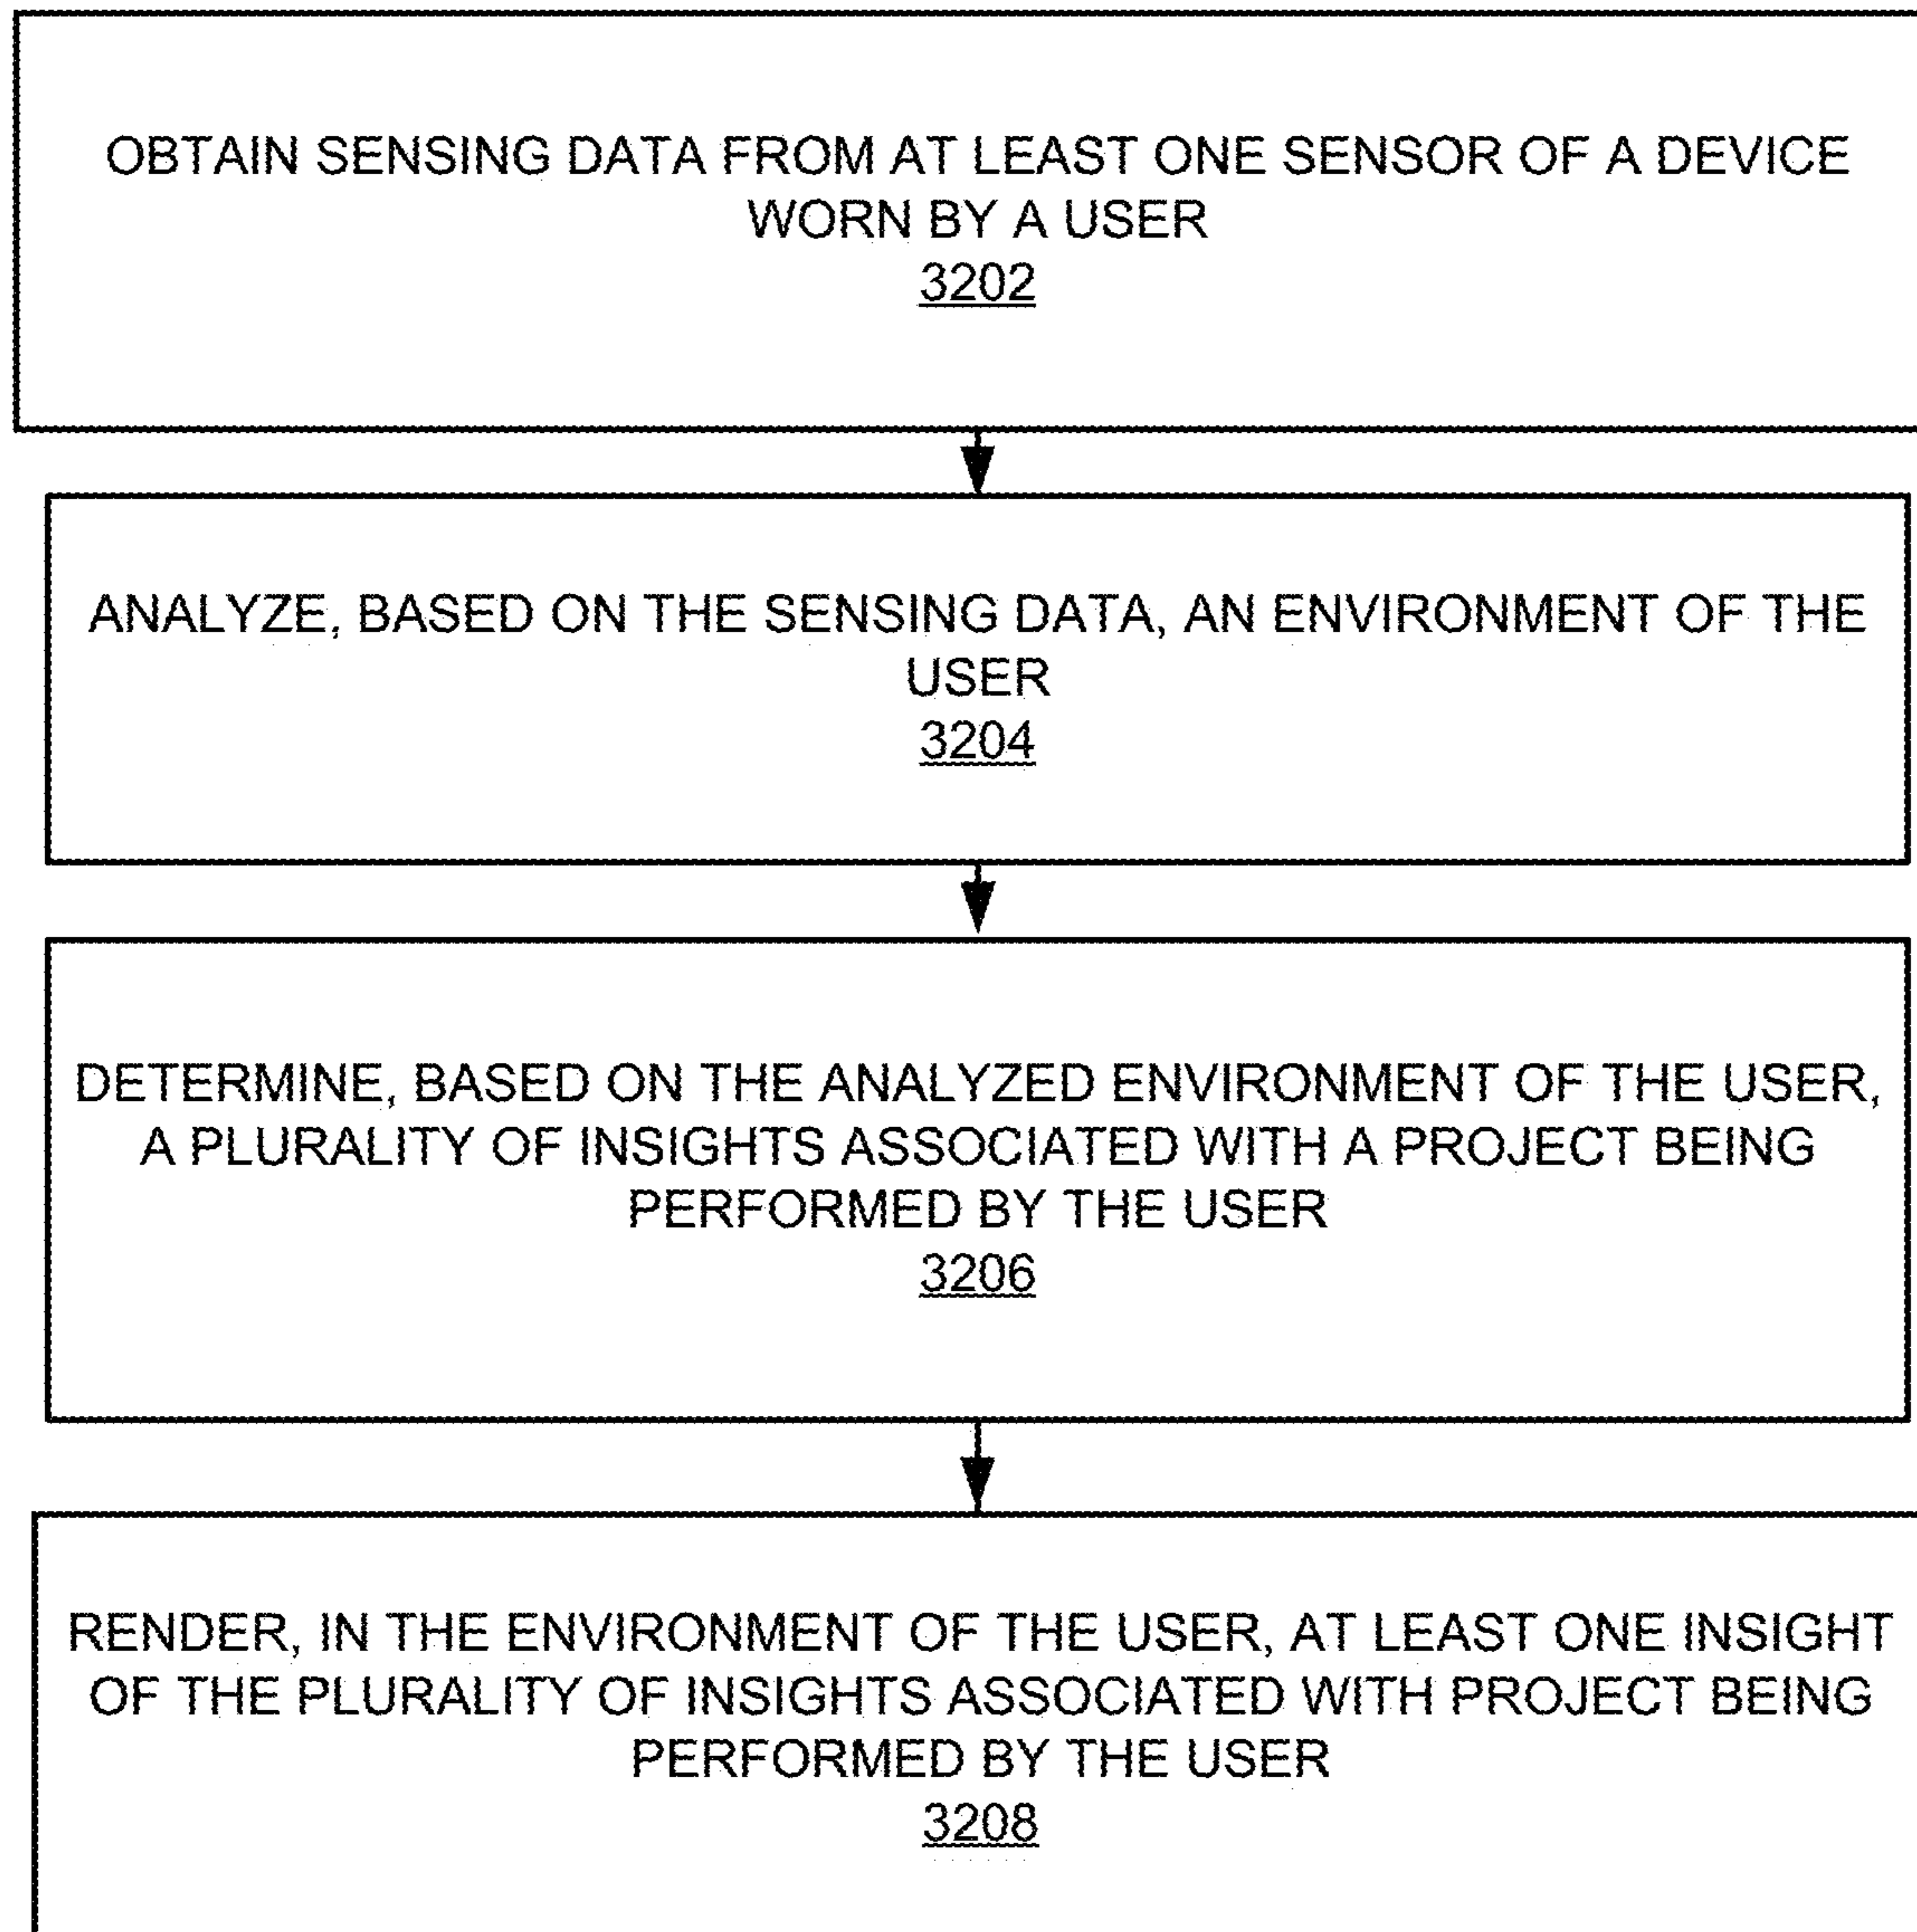 OBTAIN SENSING DATA FROM AT LEAST ONE SENSOR OF A DEVICE
WORN BY A USER
3202
ANALYZE, BASED ON THE SENSING DATA, AN ENVIRONMENT OF THE
USER
3204
DETERMINE, BASED ON THE ANALYZED ENVIRONMENT OF THE USER,
A PLURALITY OF INSIGHTS ASSOCIATED WITH A PROJECT BEING
PERFORMED BY THE USER
3206
RENDER, IN THE ENVIRONMENT OF THE USER, AT LEAST ONE INSIGHT
OF THE PLURALITY OF INSIGHTS ASSOCIATED WITH PROJECT BEING
PERFORMED BY THE USER
3208